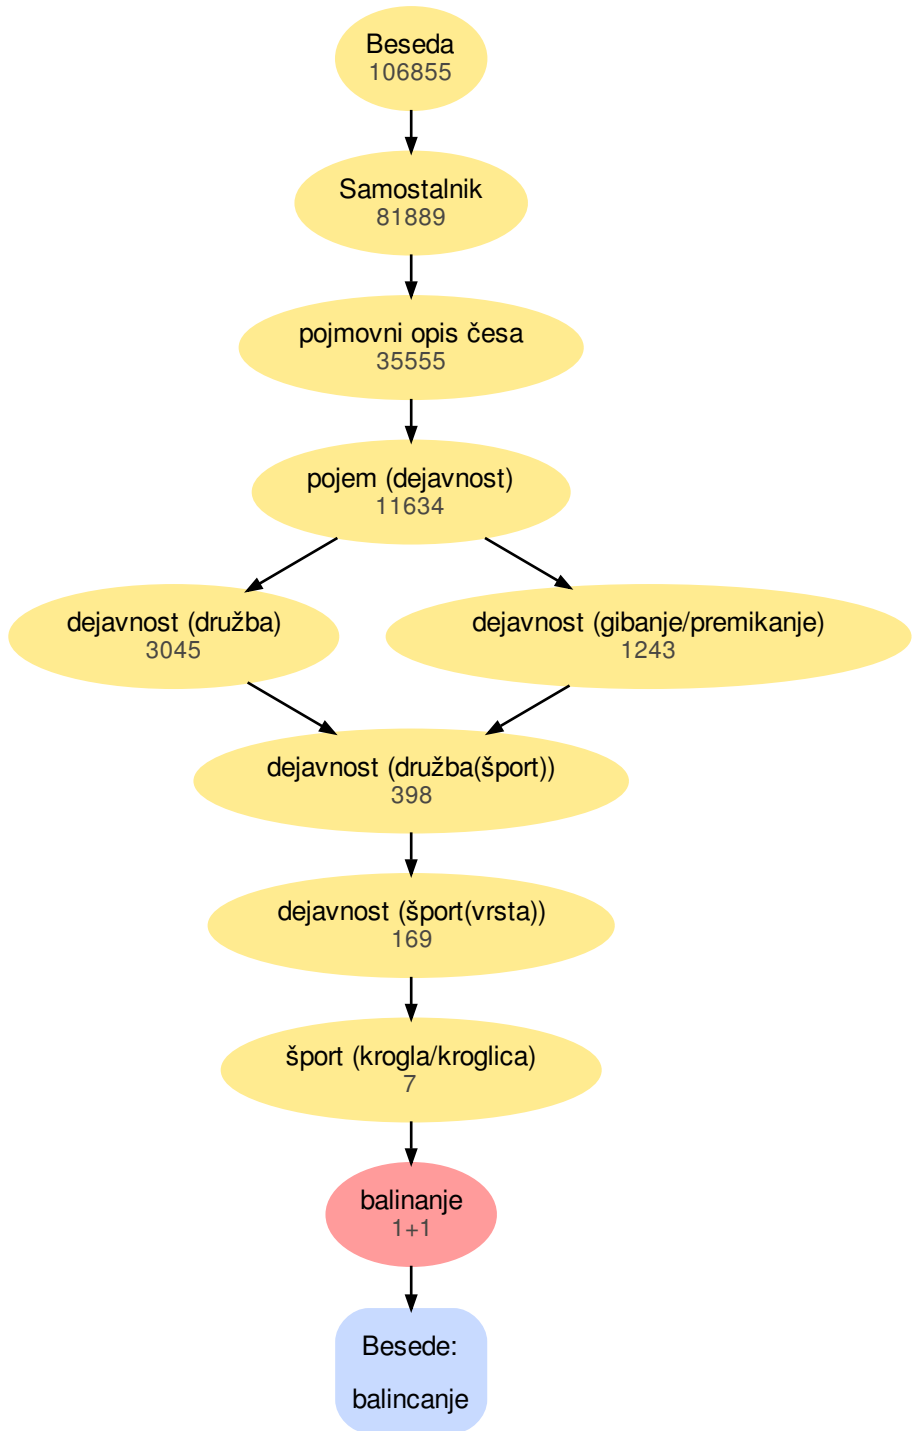 Beseda
106855
Samostalnik
81889
pojmovni opis česa
35555
pojem (dejavnost)
11634
dejavnost (družba)
3045
dejavnost (gibanje/premikanje)
1243
dejavnost (družba(šport))
398
dejavnost (šport(vrsta))
169
šport (krogla/kroglica)
7
balinanje
1+1
Besede:
balincanje